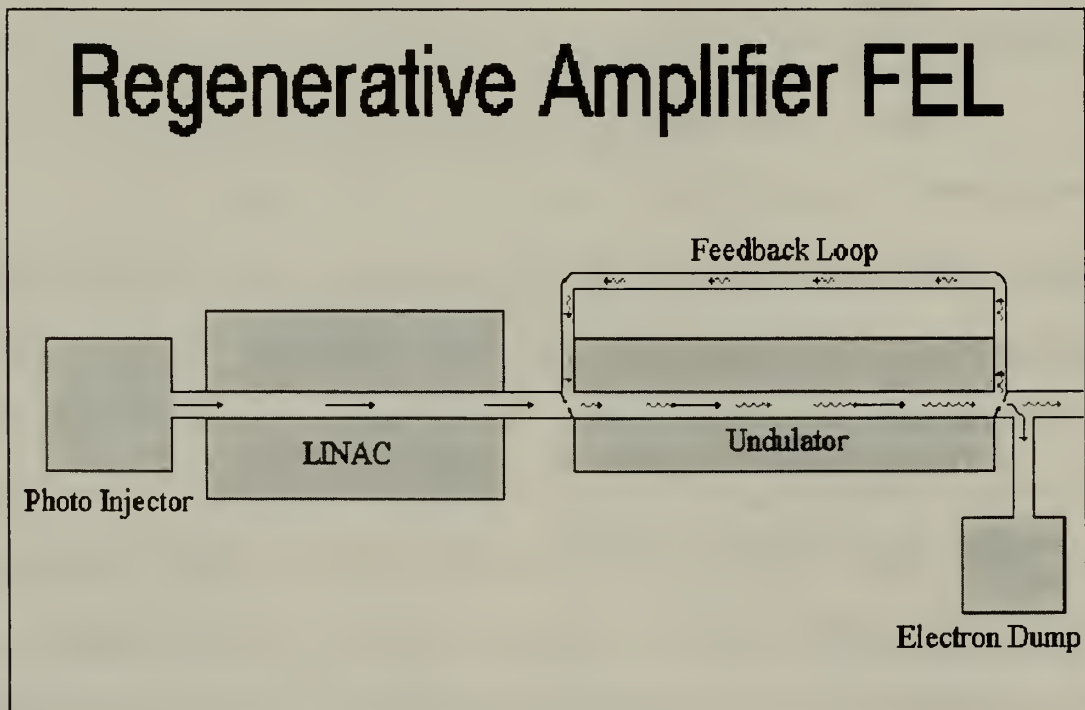 Regenerative Amplifier FEL
Feedback Loop
LINAC
Undulator
Photo Injector
Electron Dump